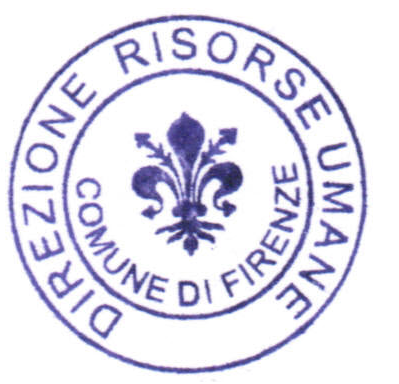 DIREZIONE RISORSE UMANE
COMUNE DI FIRENZE